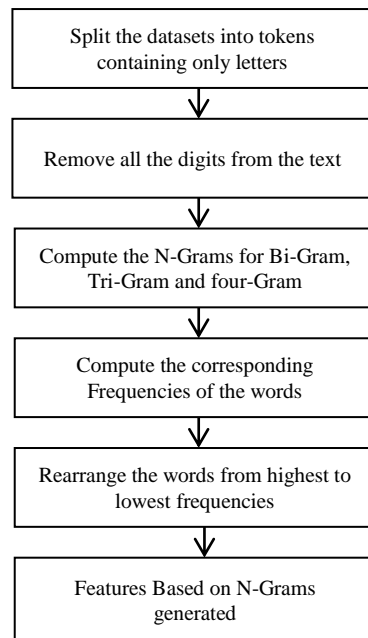 Split the datasets into tokens
containing only letters
Remove all the digits from the text
Compute the N-Grams for Bi-Gram,
Tri-Gram and four-Gram
Compute the corresponding
Frequencies of the words
Rearrange the words from highest to
lowest frequencies
Features Based on N-Grams
generated